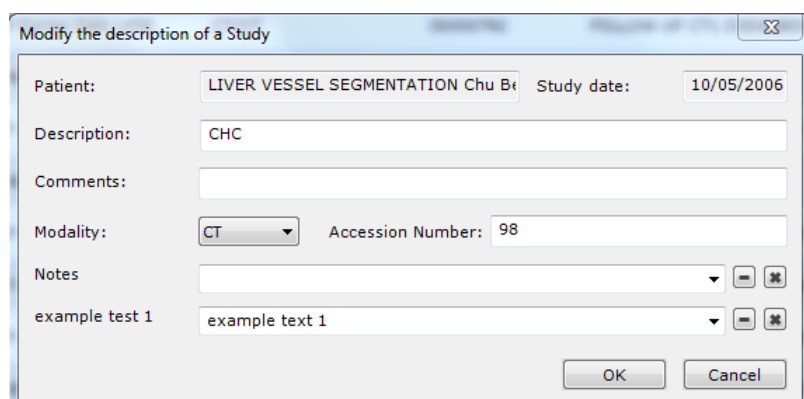 Modify the description of a Study
Patient: LIVER VESSEL SEGMENTATION Chu Be Study date: 10/05/2006
Description: CHC
Comments:
Modality: CT Accession Number: 98
Notes
example test 1 example text 1
OK Cancel